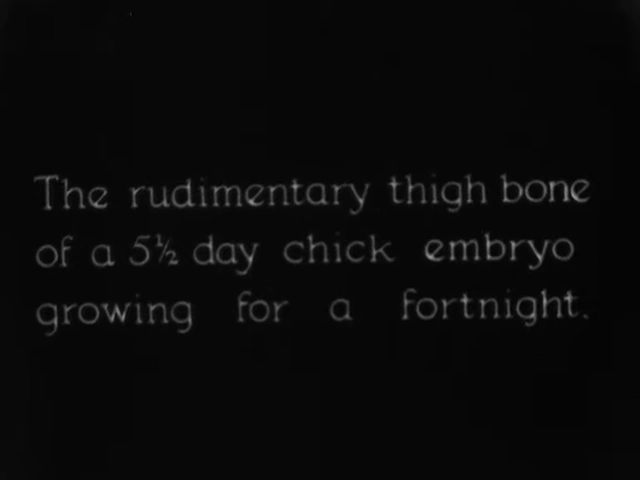 The rudimentary thigh bone
of a 5½ day chick embryo
growing for a fortnight.